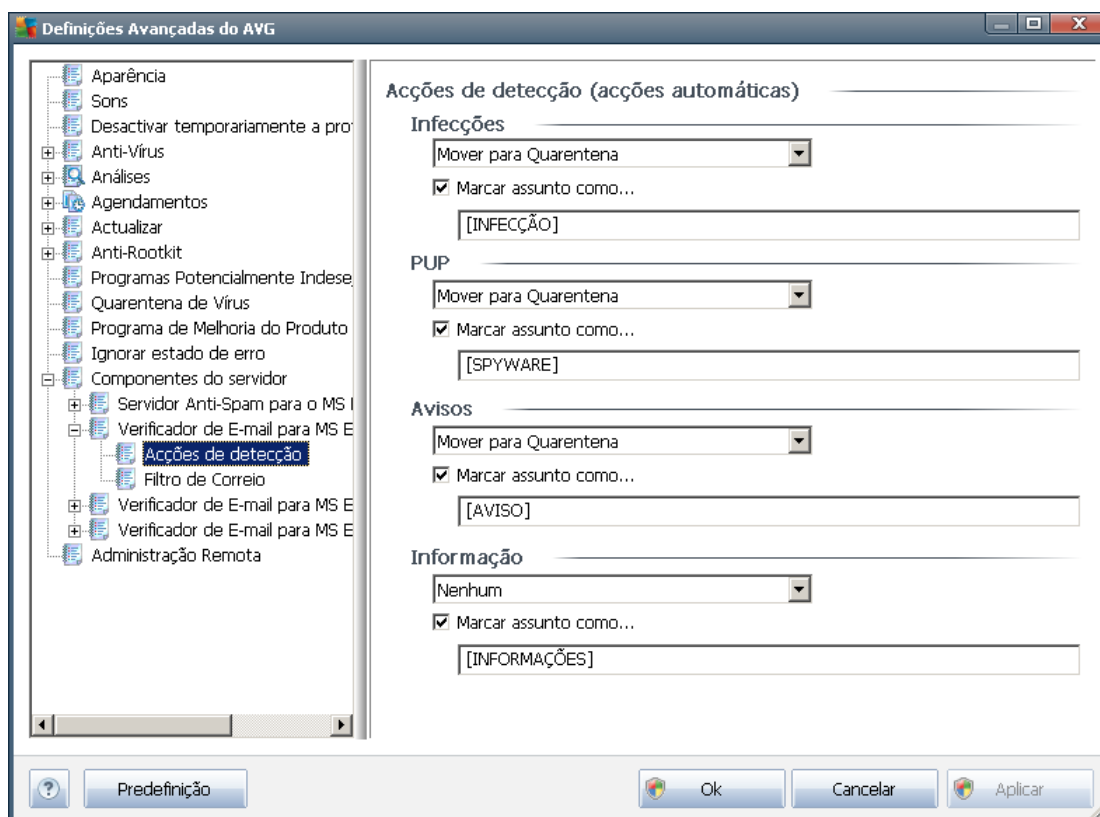 Definições Avançadas do AVG
Aparência
Sons
Desactivar temporariamente a pro
Anti-Vírus
Análises
Agendamentos
Actualizar
Anti-Rootkit
Programas Potencialmente Indese
Quarentena de Vírus
Programa de Melhoria do Produto
Ignorar estado de erro
Componentes do servidor
Servidor Anti-Spam para o MS
Verificador de E-mail para MS E
Acções de detecção
Filtro de Correio
Verificador de E-mail para MS E
Verificador de E-mail para MS E
Administração Remota
Acções de detecção (acções automáticas)
Infecções
Mover para Quarentena
Marcar assunto como...
[INFECÇÃO]
PUP
Mover para Quarentena
Marcar assunto como...
[SPYWARE]
Avisos
Mover para Quarentena
Marcar assunto como...
[AVISO]
Informação
Nenhum
Marcar assunto como...
[INFORMAÇÕES]
? Predefinição Ok Cancelar Aplicar